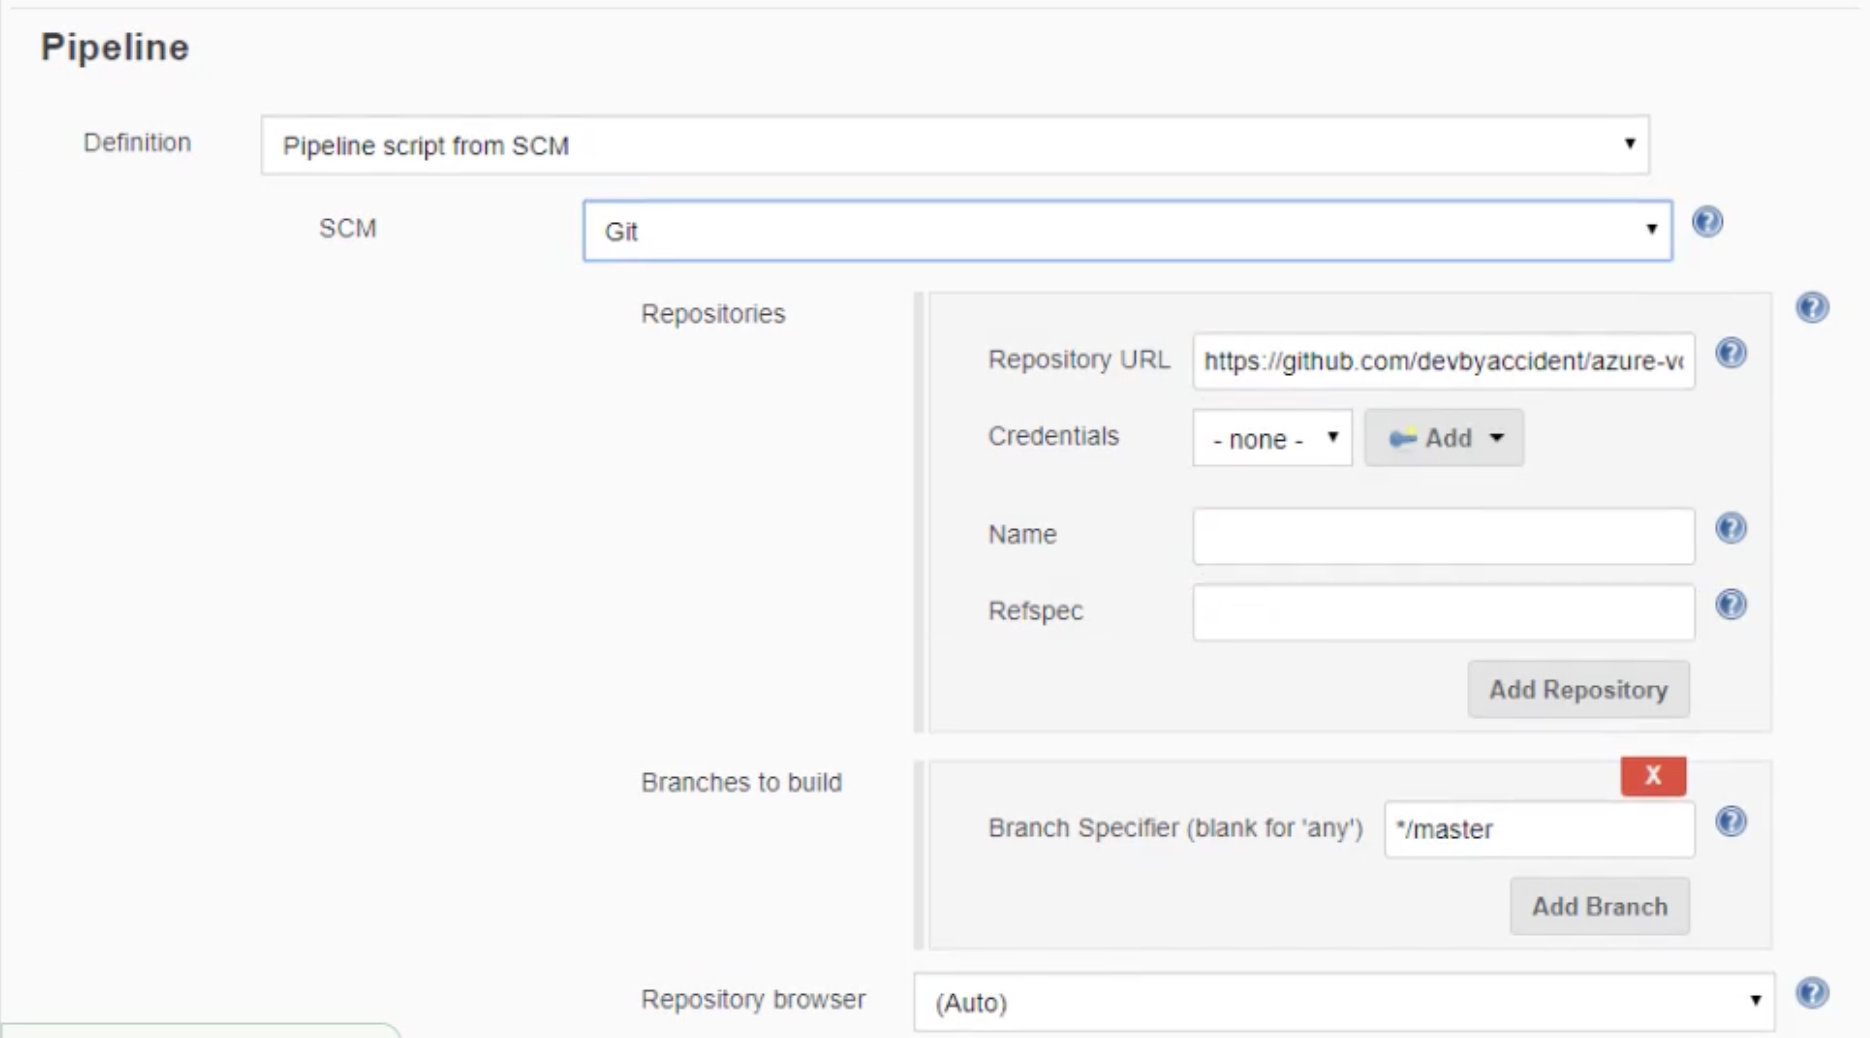 Pipeline
Definition Pipeline script from SCM
SCM Git
Repositories
Repository URL https://github.com/devbyaccident/azure-v
Credentials - none - Add
Name
Refspec
Add Repository
Branches to build
X
Branch Specifier (blank for 'any') */master
Add Branch
Repository browser (Auto)